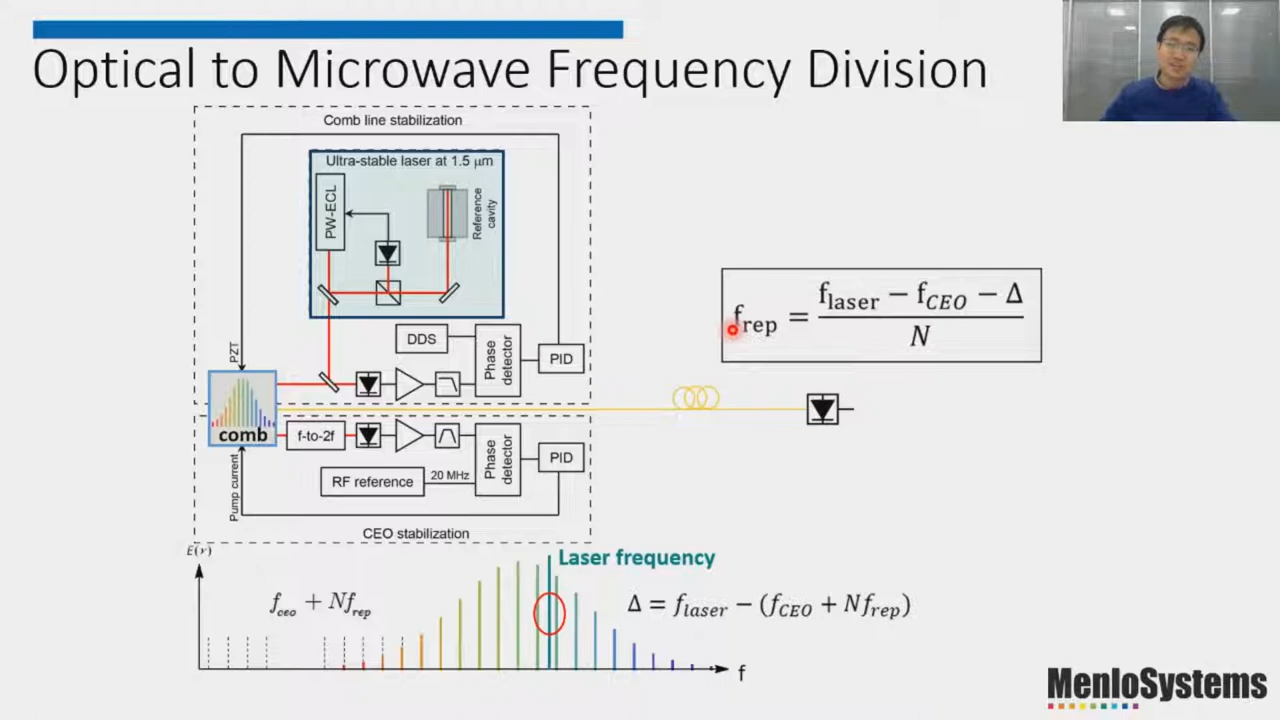 Optical to Microwave Frequency Division
Comb line stabilization
Ultra-stable laser at 1.5 µm
PW-ECL
Reference
cavity
DDS
Phase
detector
PID
PZT
f_rep = (f_laser − f_CEO − Δ) / N
comb
f-to-2f
Phase
detector
PID
RF reference
20 MHz
Pump current
CEO stabilization
E(ν)
Laser frequency
f_ceo + Nf_rep
Δ = f_laser − (f_CEO + Nf_rep)
f
MenloSystems